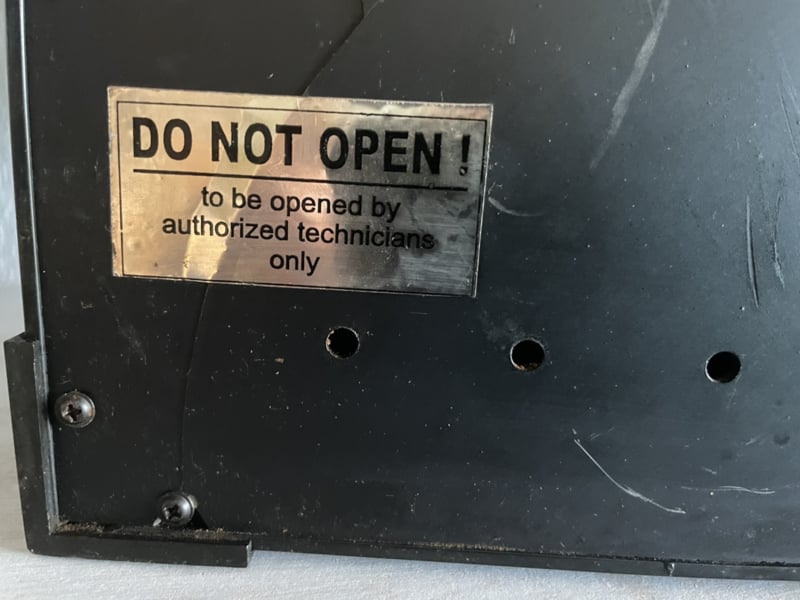 DO NOT OPEN !
to be opened by
authorized technicians
only